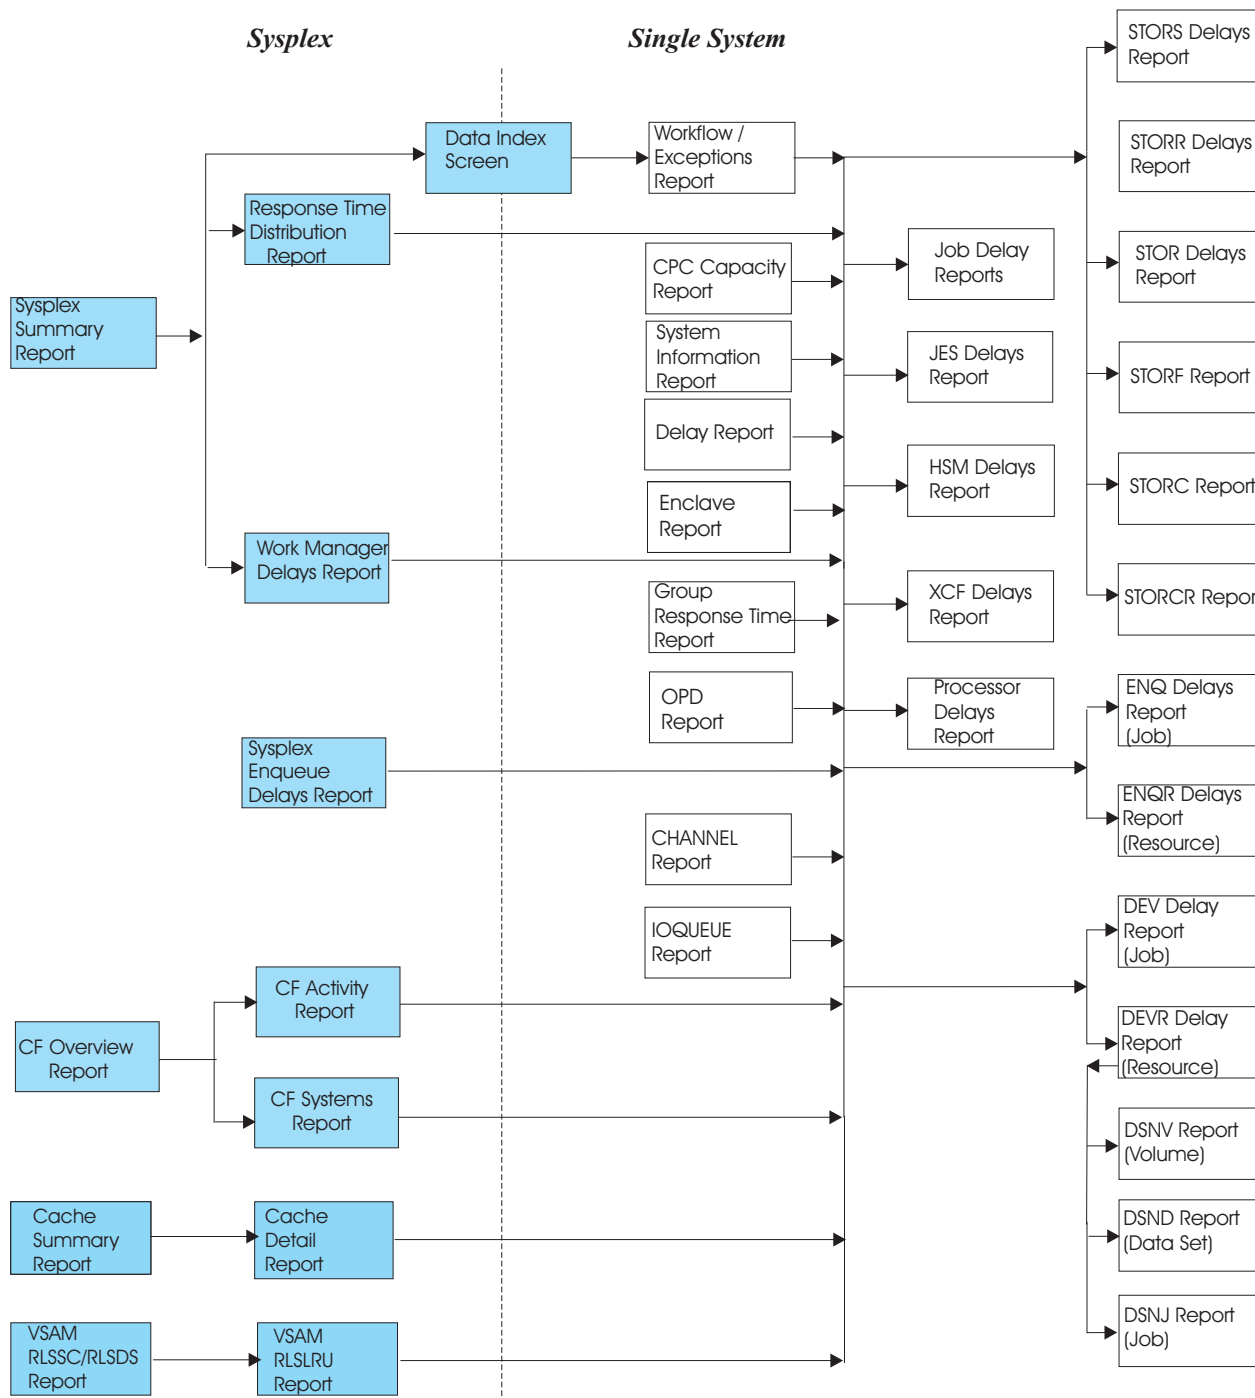 Sysplex
Single System
STORS Delays
Report
Data Index
Screen
Workflow /
Exceptions
Report
STORR Delays
Report
Response Time
Distribution
Report
CPC Capacity
Report
Job Delay
Reports
STOR Delays
Report
Sysplex
Summary
Report
System
Information
Report
JES Delays
Report
STORF Report
Delay Report
HSM Delays
Report
STORC Report
Enclave
Report
Work Manager
Delays Report
Group
Response Time
Report
XCF Delays
Report
STORCR Report
OPD
Report
Processor
Delays
Report
ENQ Delays
Report
(Job)
Sysplex
Enqueue
Delays Report
ENQR Delays
Report
(Resource)
CHANNEL
Report
IOQUEUE
Report
DEV Delay
Report
(Job)
CF Activity
Report
CF Overview
Report
DEVR Delay
Report
(Resource)
CF Systems
Report
DSNV Report
(Volume)
Cache
Summary
Report
Cache
Detail
Report
DSND Report
(Data Set)
VSAM
RLSSC/RLSDS
Report
VSAM
RLSLRU
Report
DSNJ Report
(Job)